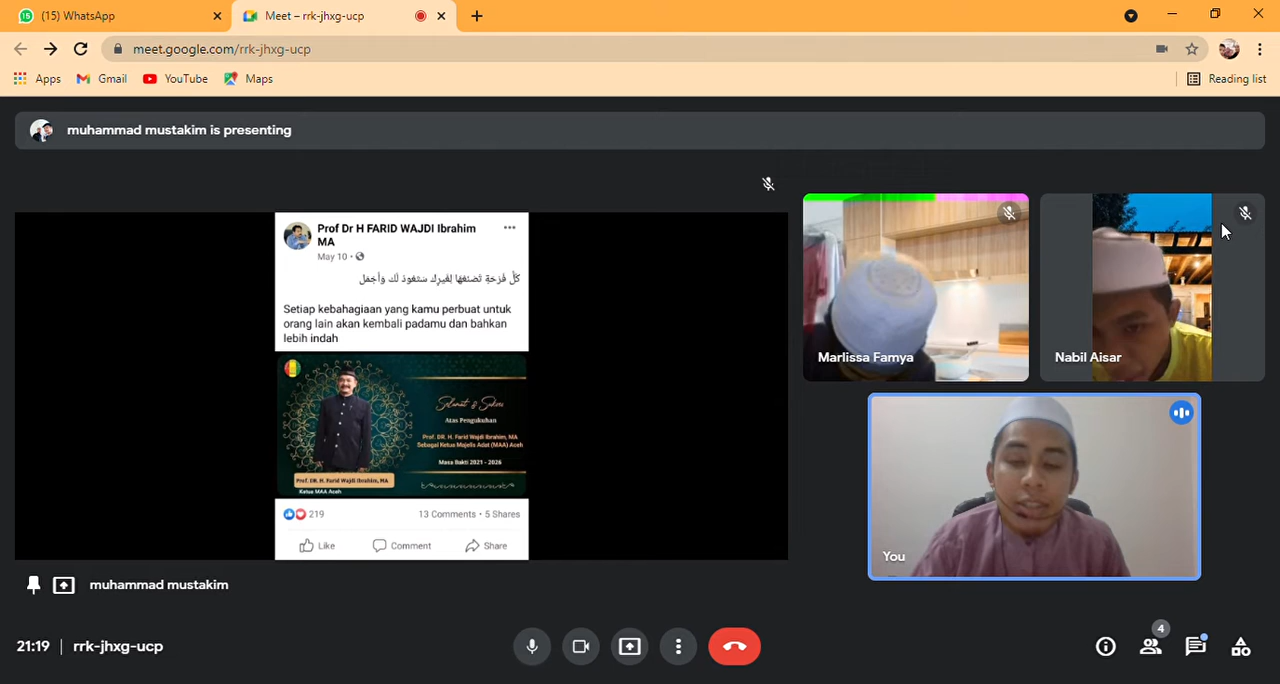 (15) WhatsApp
Meet – rrk-jhxg-ucp
meet.google.com/rrk-jhxg-ucp
Apps
Gmail
YouTube
Maps
Reading list
muhammad mustakim is presenting
Prof Dr H FARID WAJDI Ibrahim
MA
May 10
كُلُّ فَرْحَةٍ تَصْنَعُهَا لِغَيْرِك سَتَعُودُ لَك وَأَجْمَل
Setiap kebahagiaan yang kamu perbuat untuk
orang lain akan kembali padamu dan bahkan
lebih indah
Selamat & Sukses
Atas Pengukuhan
Prof. DR. H. Farid Wajdi Ibrahim, MA
Sebagai Ketua Majelis Adat (MAA) Aceh
Masa Bakti 2021 - 2026
Prof. DR. H. Farid Wajdi Ibrahim, MA
Ketua MAA Aceh
219
13 Comments • 5 Shares
Like
Comment
Share
Marlissa Famya
Nabil Aisar
You
muhammad mustakim
21:19 | rrk-jhxg-ucp
4